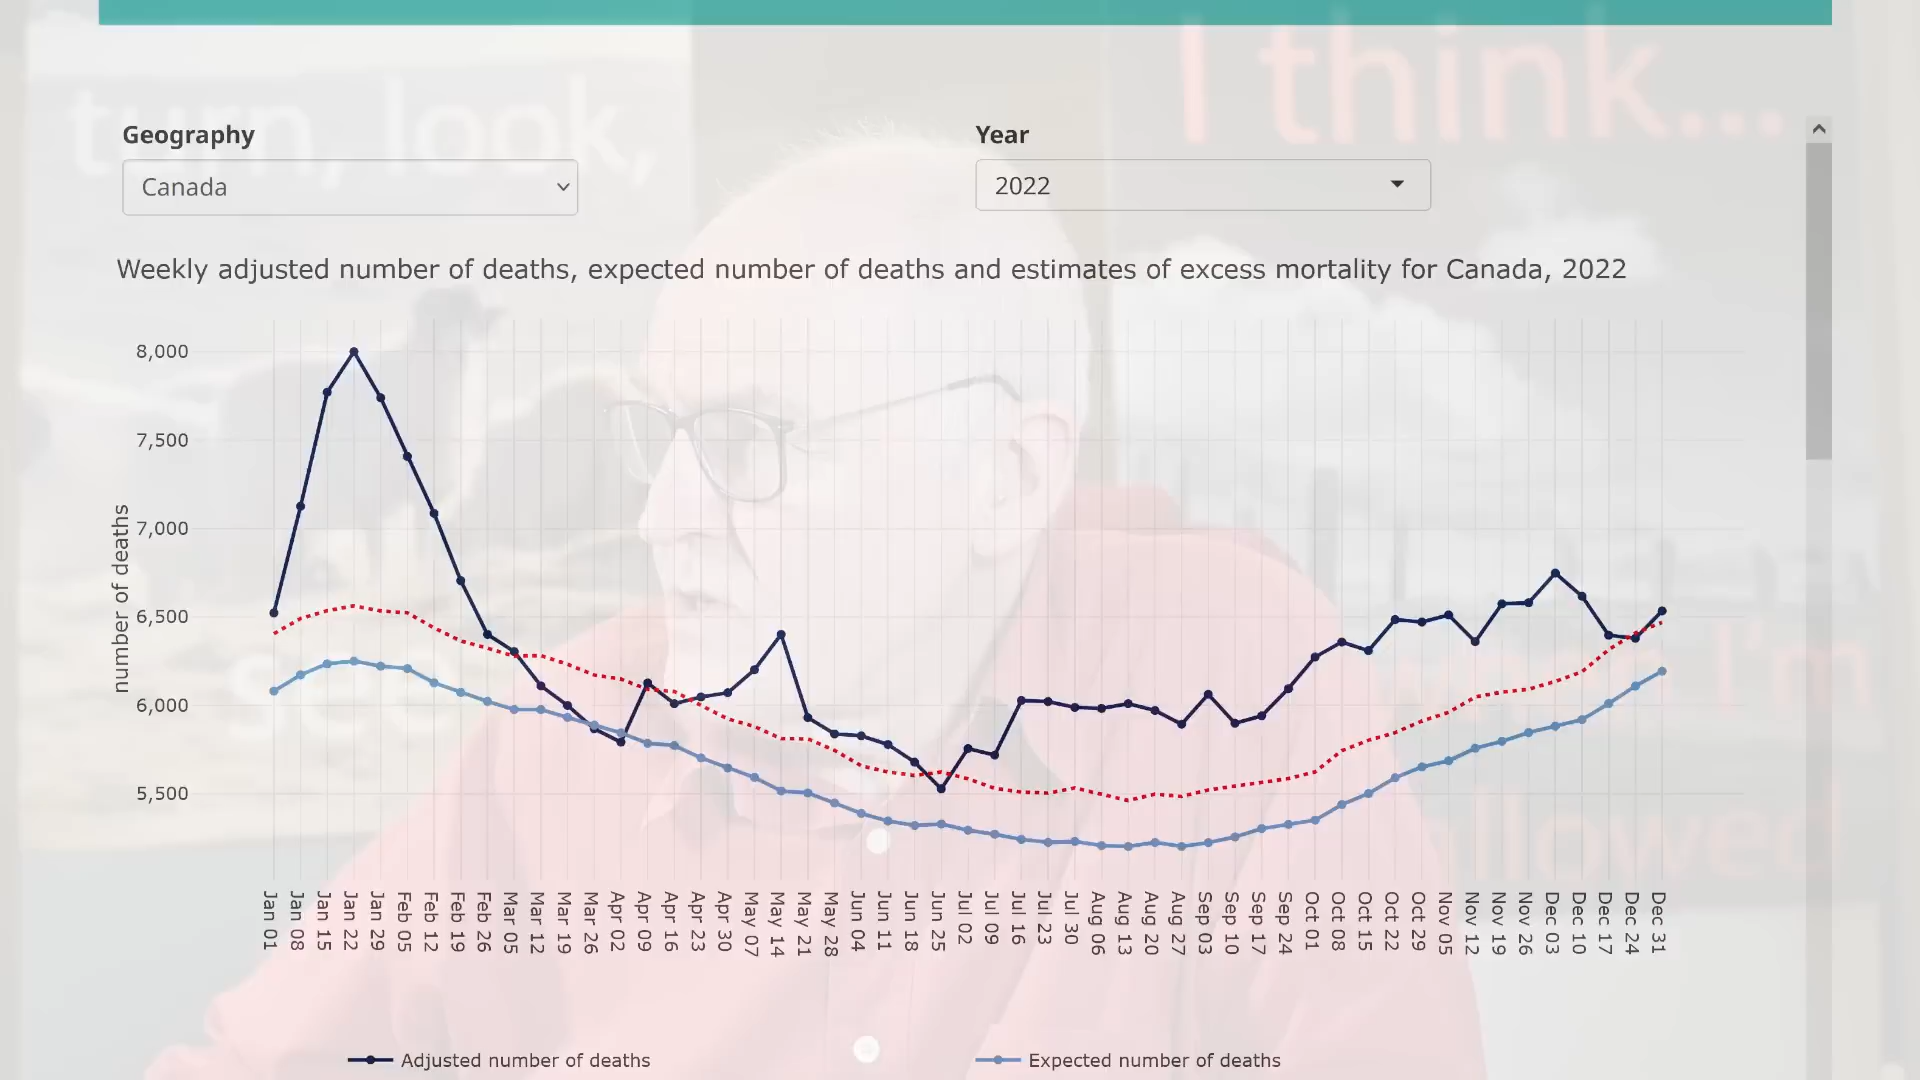 turn, look,
I think...
Geography
Year
Canada
2022
Weekly adjusted number of deaths, expected number of deaths and estimates of excess mortality for Canada, 2022
number of deaths
8,000
7,500
7,000
6,500
6,000
5,500
Jan 01
Jan 08
Jan 15
Jan 22
Jan 29
Feb 05
Feb 12
Feb 19
Feb 26
Mar 05
Mar 12
Mar 19
Mar 26
Apr 02
Apr 09
Apr 16
Apr 23
Apr 30
May 07
May 14
May 21
May 28
Jun 04
Jun 11
Jun 18
Jun 25
Jul 02
Jul 09
Jul 16
Jul 23
Jul 30
Aug 06
Aug 13
Aug 20
Aug 27
Sep 03
Sep 10
Sep 17
Sep 24
Oct 01
Oct 08
Oct 15
Oct 22
Oct 29
Nov 05
Nov 12
Nov 19
Nov 26
Dec 03
Dec 10
Dec 17
Dec 24
Dec 31
I'm
Adjusted number of deaths
Expected number of deaths